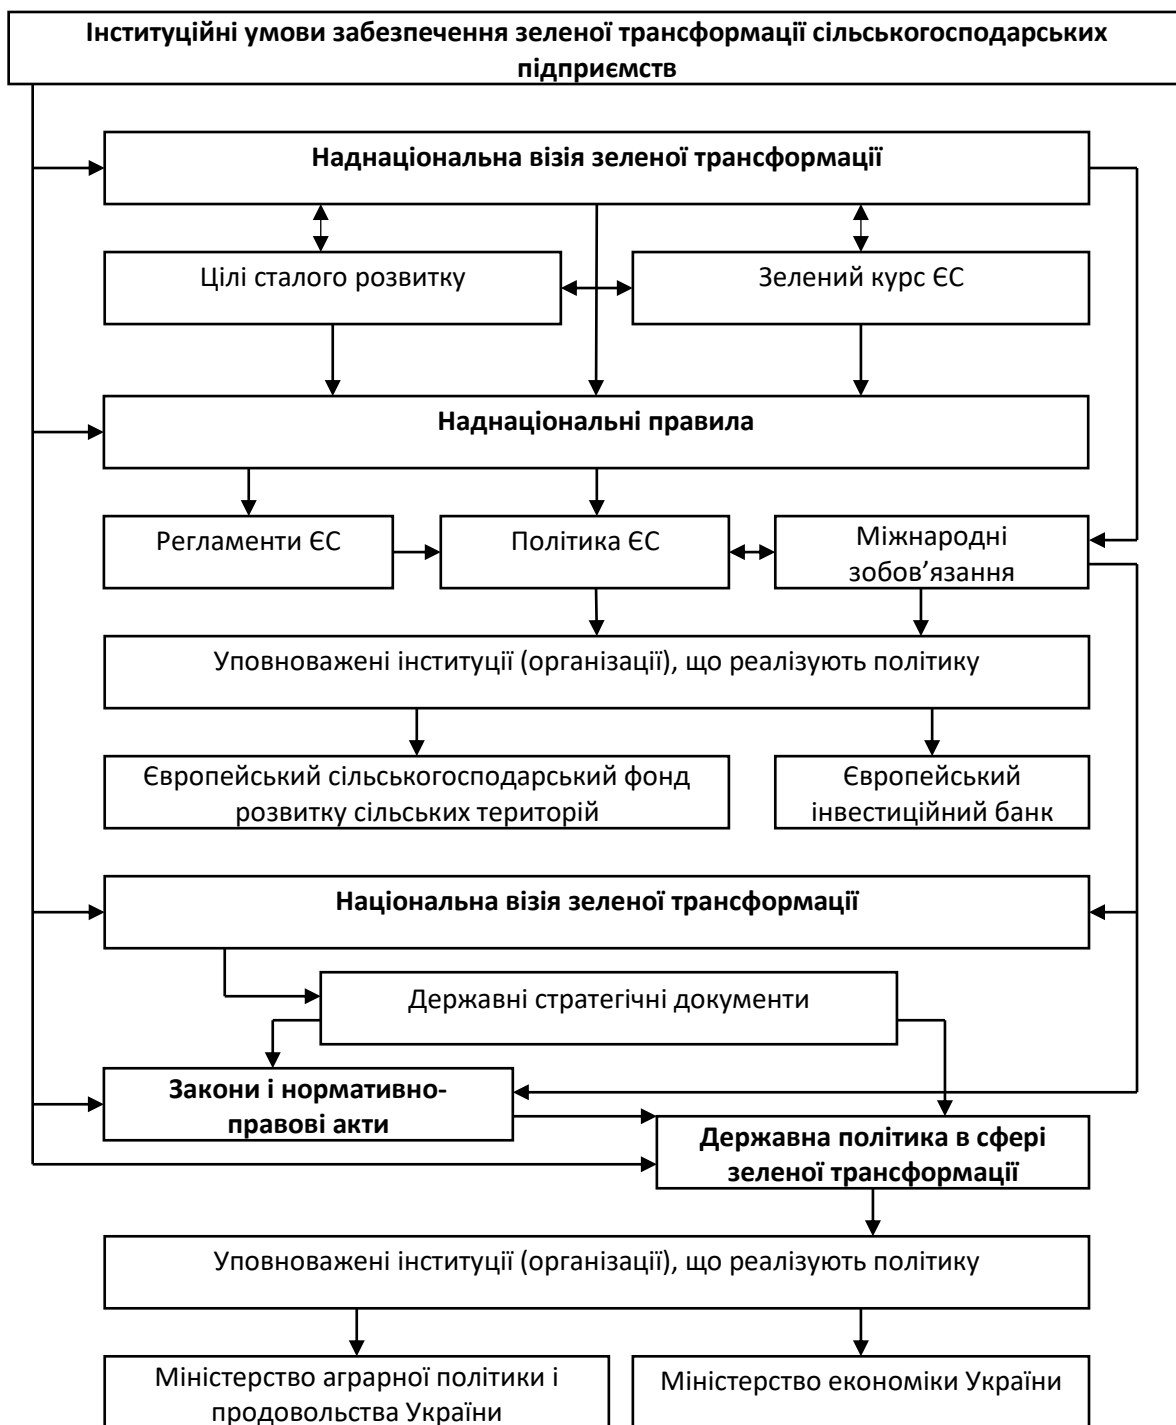 Інституційні умови забезпечення зеленої трансформації сільськогосподарських
підприємств
Наднаціональна візія зеленої трансформації
Цілі сталого розвитку
Зелений курс ЄС
Наднаціональні правила
Регламенти ЄС
Політика ЄС
Міжнародні
зобов’язання
Уповноважені інституції (організації), що реалізують політику
Європейський сільськогосподарський фонд
розвитку сільських територій
Європейський
інвестиційний банк
Національна візія зеленої трансформації
Державні стратегічні документи
Закони і нормативно-
правові акти
Державна політика в сфері
зеленої трансформації
Уповноважені інституції (організації), що реалізують політику
Міністерство аграрної політики і
продовольства України
Міністерство економіки України